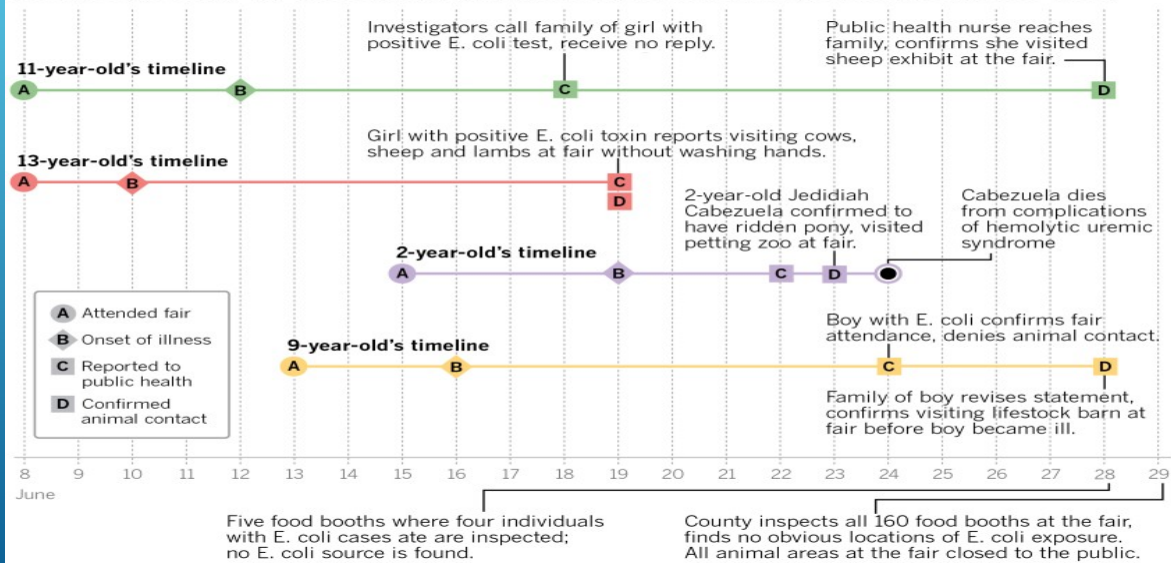 Investigators call family of girl with
positive E. coli test, receive no reply.
Public health nurse reaches
family, confirms she visited
sheep exhibit at the fair.
11-year-old's timeline
A
B
C
D
Girl with positive E. coli toxin reports visiting cows,
sheep and lambs at fair without washing hands.
13-year-old's timeline
A
B
C
D
2-year-old Jedidiah
Cabezuela confirmed to
have ridden pony, visited
petting zoo at fair.
Cabezuela dies
from complications
of hemolytic uremic
syndrome
2-year-old's timeline
A
B
C
D
A Attended fair
B Onset of illness
C Reported to
public health
D Confirmed
animal contact
Boy with E. coli confirms fair
attendance, denies animal contact.
9-year-old's timeline
A
B
C
D
Family of boy revises statement,
confirms visiting lifestock barn at
fair before boy became ill.
8 9 10 11 12 13 14 15 16 17 18 19 20 21 22 23 24 25 26 27 28 29
June
Five food booths where four individuals
with E. coli cases ate are inspected;
no E. coli source is found.
County inspects all 160 food booths at the fair,
finds no obvious locations of E. coli exposure.
All animal areas at the fair closed to the public.